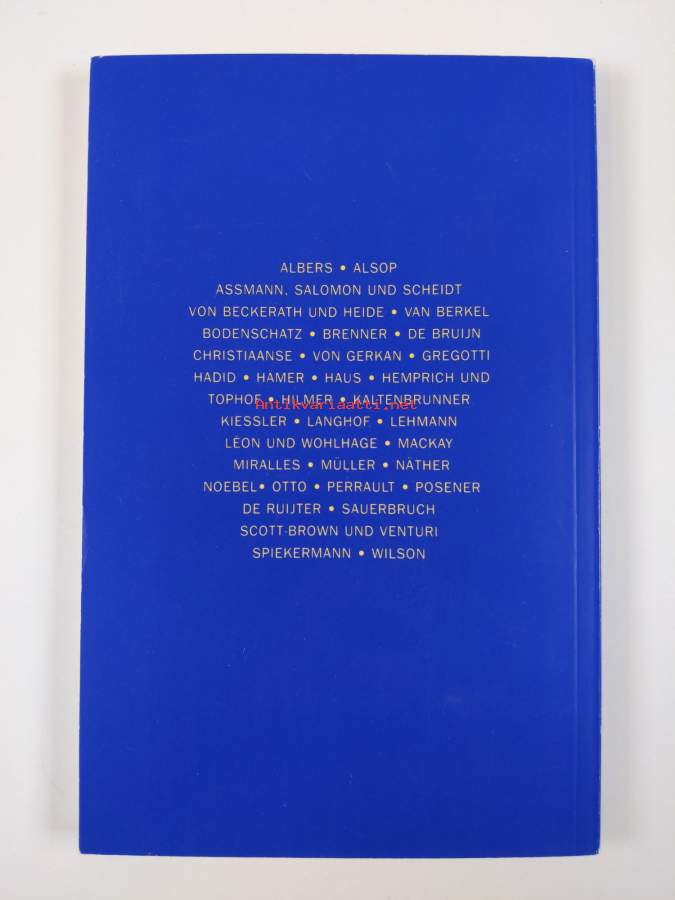 ALBERS • ALSOP
ASSMANN, SALOMON UND SCHEIDT
VON BECKERATH UND HEIDE • VAN BERKEL
BODENSCHATZ • BRENNER • DE BRUIJN
CHRISTIAANSE • VON GERKAN • GREGOTTI
HADID • HÄMER • HAUS • HEMPRICH UND
TOPHOF • HILMER • KALTENBRUNNER
Antikvariaatti.net
KIESSLER • LANGHOF • LEHMANN
LÉON UND WOHLHAGE • MACKAY
MIRALLES • MÜLLER • NÄTHER
NOEBEL• OTTO • PERRAULT • POSENER
DE RUIJTER • SAUERBRUCH
SCOTT-BROWN UND VENTURI
SPIEKERMANN • WILSON